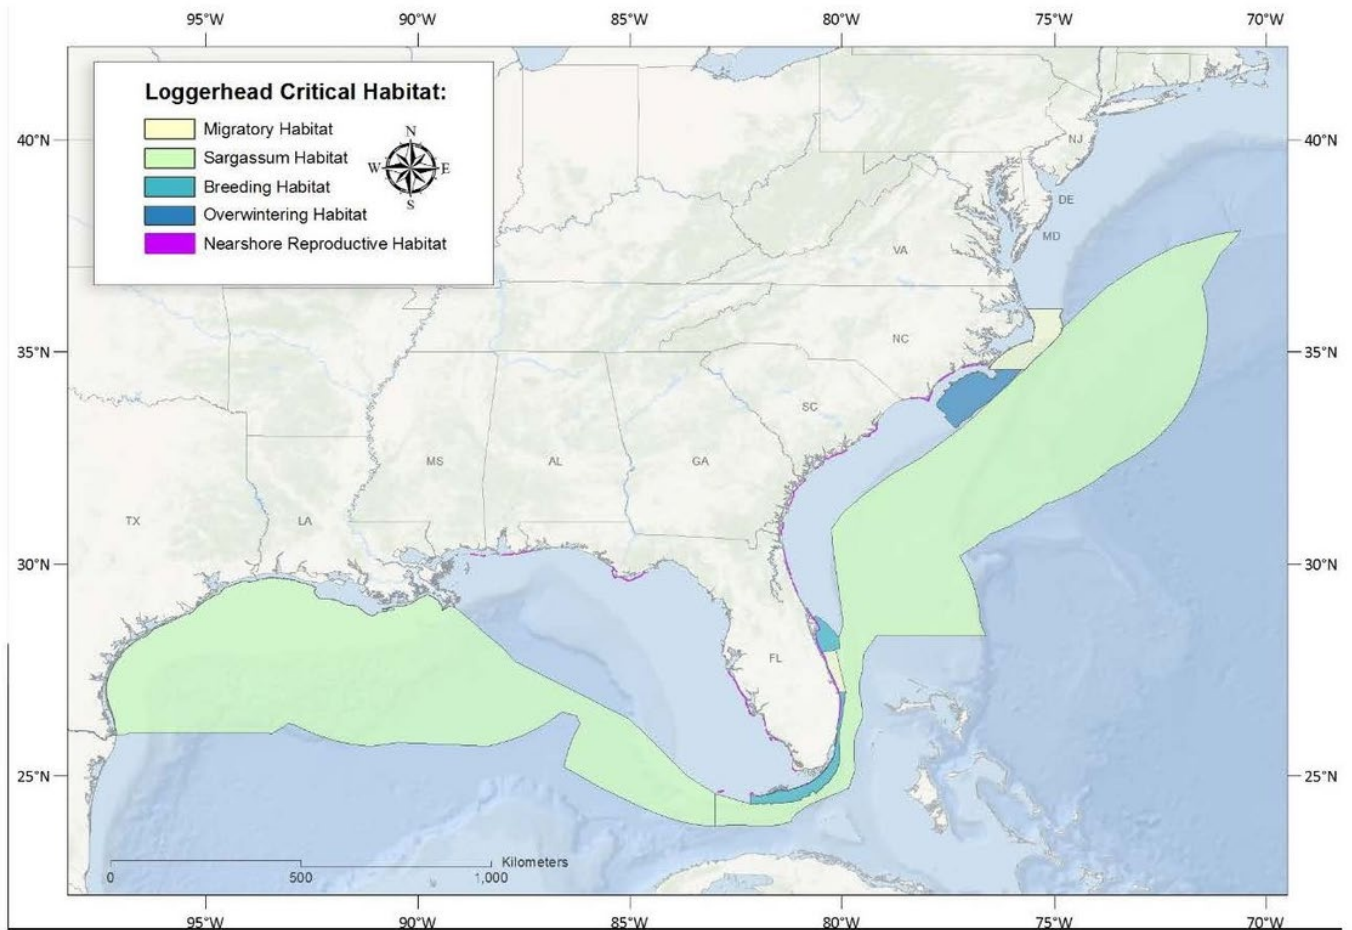 95°W 90°W 85°W 80°W 75°W 70°W
Loggerhead Critical Habitat:
Migratory Habitat
Sargassum Habitat
Breeding Habitat
Overwintering Habitat
Nearshore Reproductive Habitat
N
W E
S
40°N 40°N
NJ
DE
MD
VA
35°N 35°N
NC
SC
MS AL GA
TX LA
30°N 30°N
FL
25°N 25°N
Kilometers
0 500 1,000
95°W 90°W 85°W 80°W 75°W 70°W